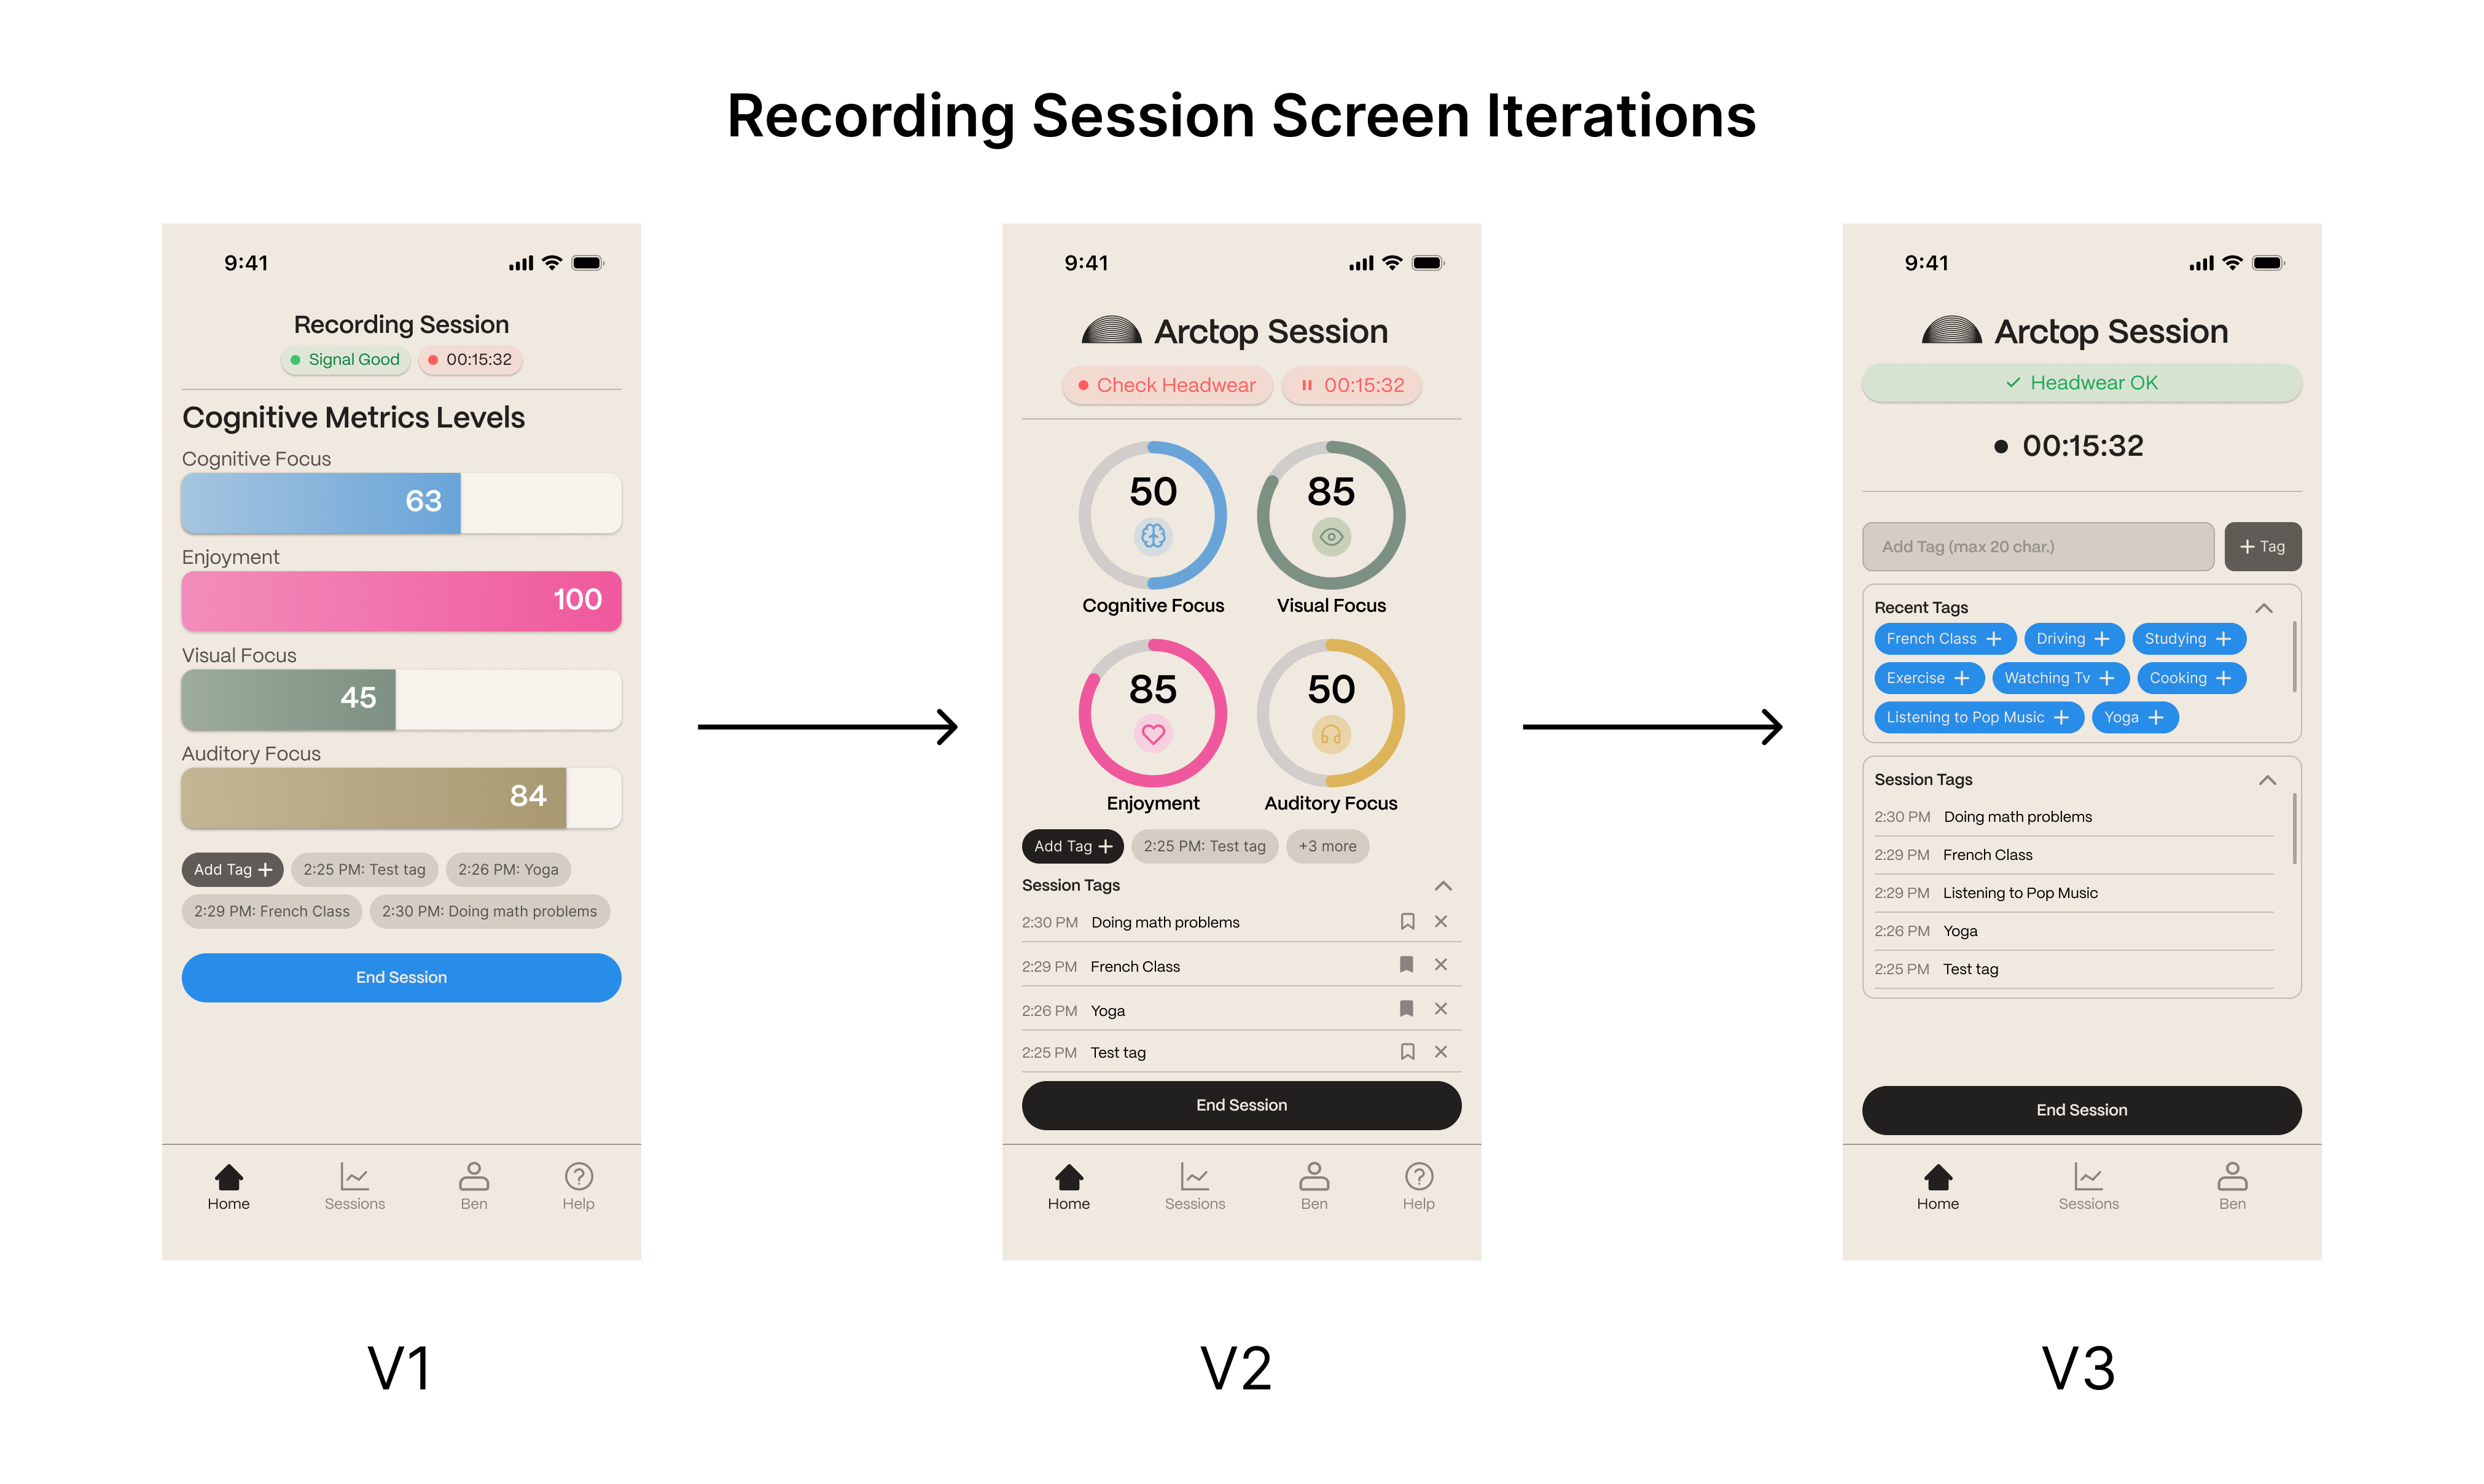 Recording Session Screen Iterations
9:41
Recording Session
Signal Good
00:15:32
Cognitive Metrics Levels
Cognitive Focus
63
Enjoyment
100
Visual Focus
45
Auditory Focus
84
Add Tag +
2:25 PM: Test tag
2:26 PM: Yoga
2:29 PM: French Class
2:30 PM: Doing math problems
End Session
Home
Sessions
Ben
Help
V1
9:41
Arctop Session
Check Headwear
00:15:32
50
85
Cognitive Focus
Visual Focus
85
50
Enjoyment
Auditory Focus
Add Tag +
2:25 PM: Test tag
+3 more
Session Tags
2:30 PM Doing math problems
2:29 PM French Class
2:26 PM Yoga
2:25 PM Test tag
End Session
Home
Sessions
Ben
Help
V2
9:41
Arctop Session
Headwear OK
00:15:32
Add Tag (max 20 char.)
+ Tag
Recent Tags
French Class +
Driving +
Studying +
Exercise +
Watching Tv +
Cooking +
Listening to Pop Music +
Yoga +
Session Tags
2:30 PM Doing math problems
2:29 PM French Class
2:29 PM Listening to Pop Music
2:26 PM Yoga
2:25 PM Test tag
End Session
Home
Sessions
Ben
V3